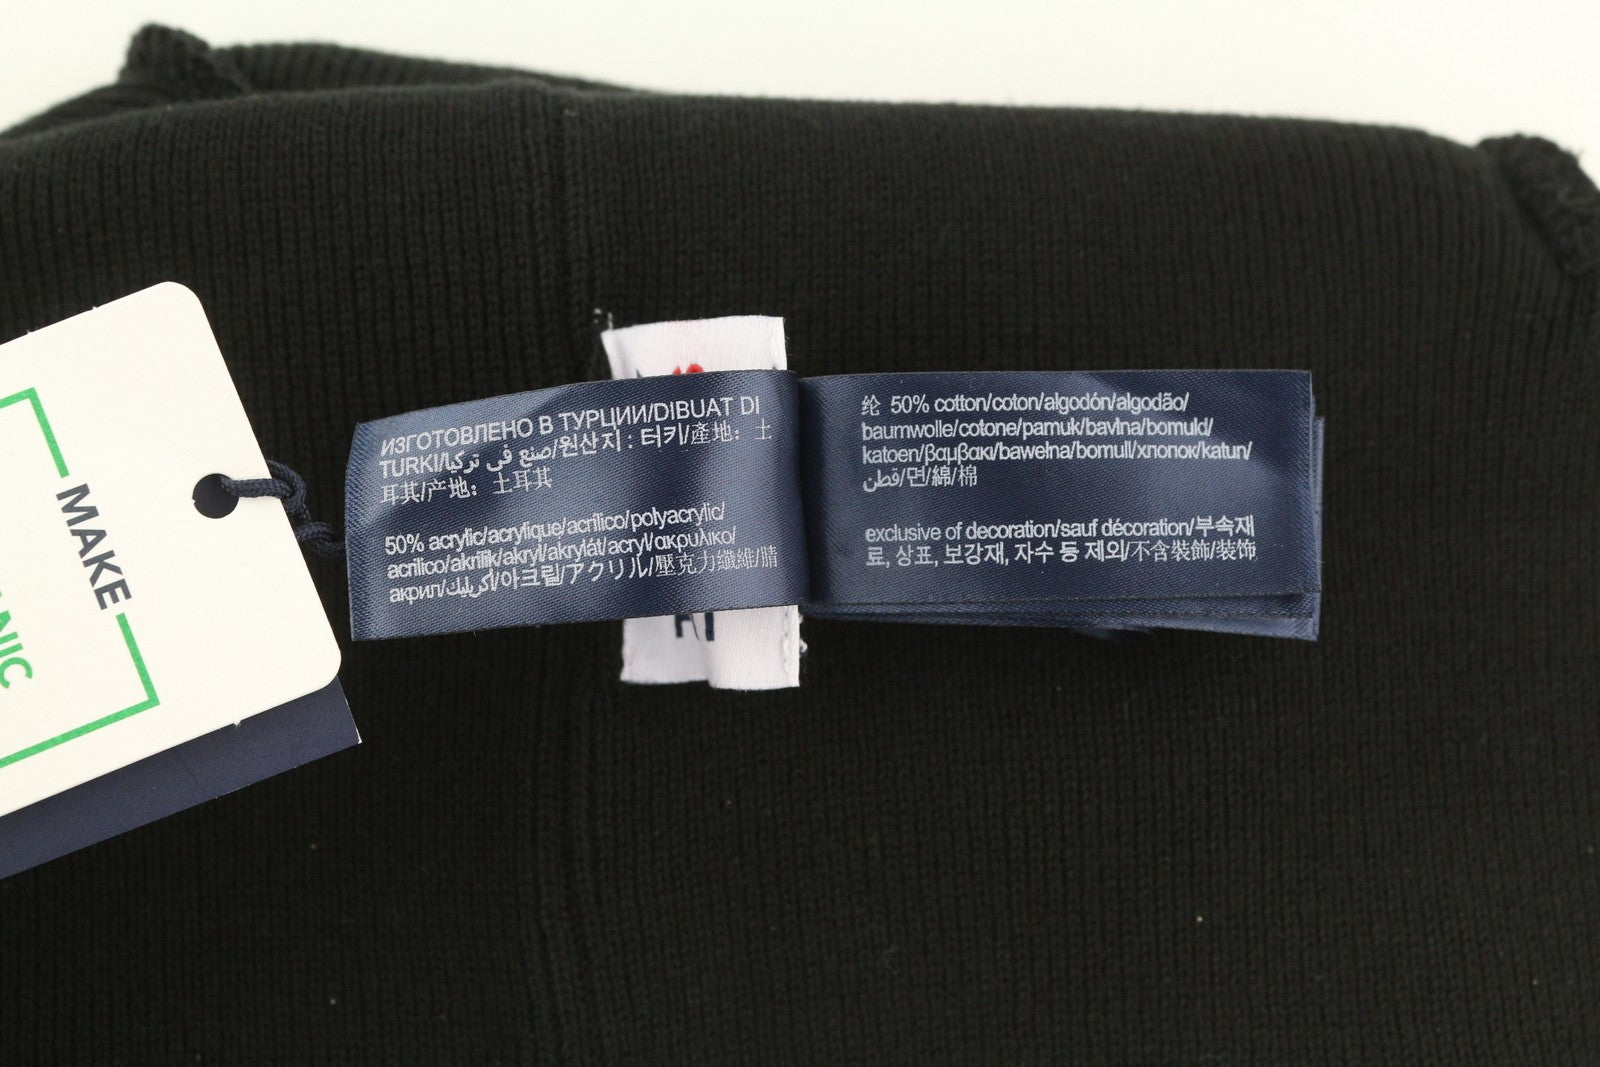 MAKE
NIC
ИЗГОТОВЛЕНО В ТУРЦИИ/DIBUAT DI
TURKI/صنع في تركيا/원산지 : 터키/產地: 土
耳其/产地: 土耳其
50% acrylic/acrylique/acrílico/polyacrylic/
acrilico/akrilik/akryl/akrylát/acryl/ακρυλικο/
акрил/اكريليك/아크릴/アクリル/壓克力纖維/腈
纶 50% cotton/coton/algodón/algodão/
baumwolle/cotone/pamuk/bavlna/bomuld/
katoen/βαμβακι/bawełna/bomull/хлопок/katun/
قطن/면/綿/棉
exclusive of decoration/sauf décoration/부속재
료, 상표, 보강재, 자수 등 제외/不含裝飾/装饰